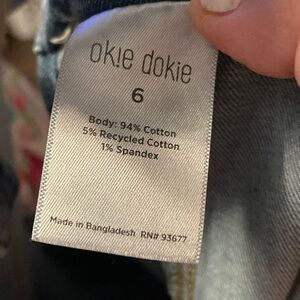 okie dokie
6
Body: 94% Cotton
5% Recycled Cotton
1% Spandex
Made in Bangladesh RN# 93677